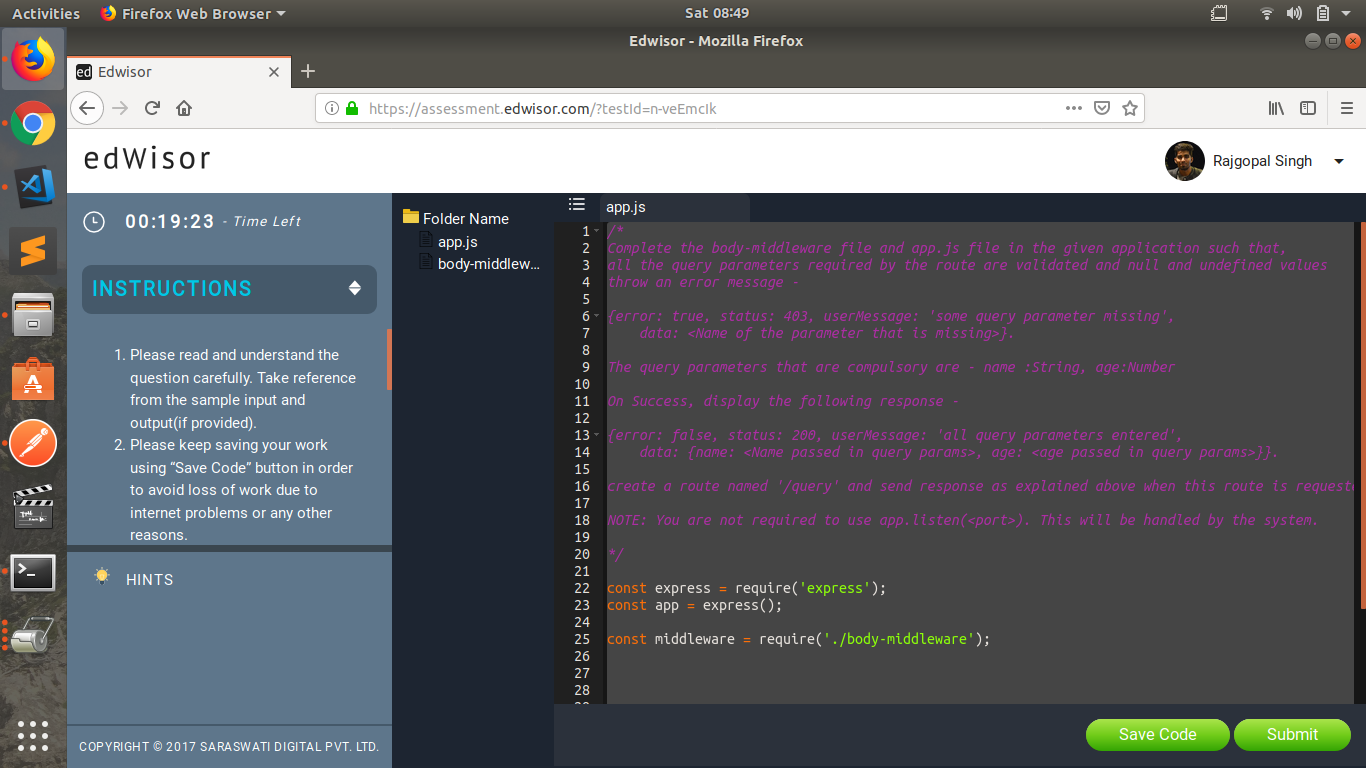 Activities
Firefox Web Browser
Sat 08:49
Edwisor - Mozilla Firefox
ed Edwisor
https://assessment.edwisor.com/?testId=n-veEmcIk
edWisor
Rajgopal Singh
00:19:23 - Time Left
INSTRUCTIONS
1. Please read and understand the
question carefully. Take reference
from the sample input and
output(if provided).
2. Please keep saving your work
using “Save Code” button in order
to avoid loss of work due to
internet problems or any other
reasons.
HINTS
COPYRIGHT © 2017 SARASWATI DIGITAL PVT. LTD.
Folder Name
app.js
body-middlew...
app.js
1 /*
2 Complete the body-middleware file and app.js file in the given application such that,
3 all the query parameters required by the route are validated and null and undefined values
4 throw an error message -
5
6 {error: true, status: 403, userMessage: 'some query parameter missing',
7 data: <Name of the parameter that is missing>}.
8
9 The query parameters that are compulsory are - name :String, age:Number
10
11 On Success, display the following response -
12
13 {error: false, status: 200, userMessage: 'all query parameters entered',
14 data: {name: <Name passed in query params>, age: <age passed in query params>}}.
15
16 create a route named '/query' and send response as explained above when this route is requeste
17
18 NOTE: You are not required to use app.listen(<port>). This will be handled by the system.
19
20 */
21
22 const express = require('express');
23 const app = express();
24
25 const middleware = require('./body-middleware');
26
27
28
Save Code
Submit